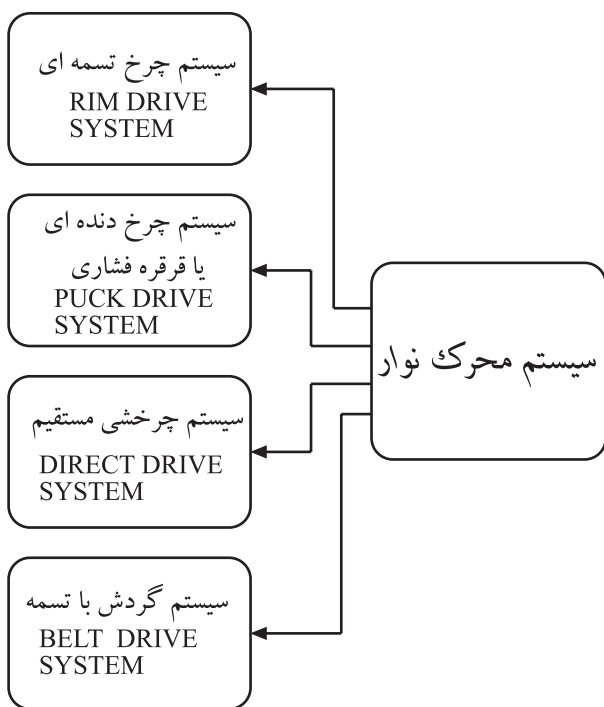 سیستم چرخ تسمه ای
RIM DRIVE
SYSTEM
سیستم چرخ دنده ای
یا قرقره فشاری
PUCK DRIVE
SYSTEM
سیستم محرك نوار
سیستم چرخشی مستقیم
DIRECT DRIVE
SYSTEM
سیستم گردش با تسمه
BELT DRIVE
SYSTEM